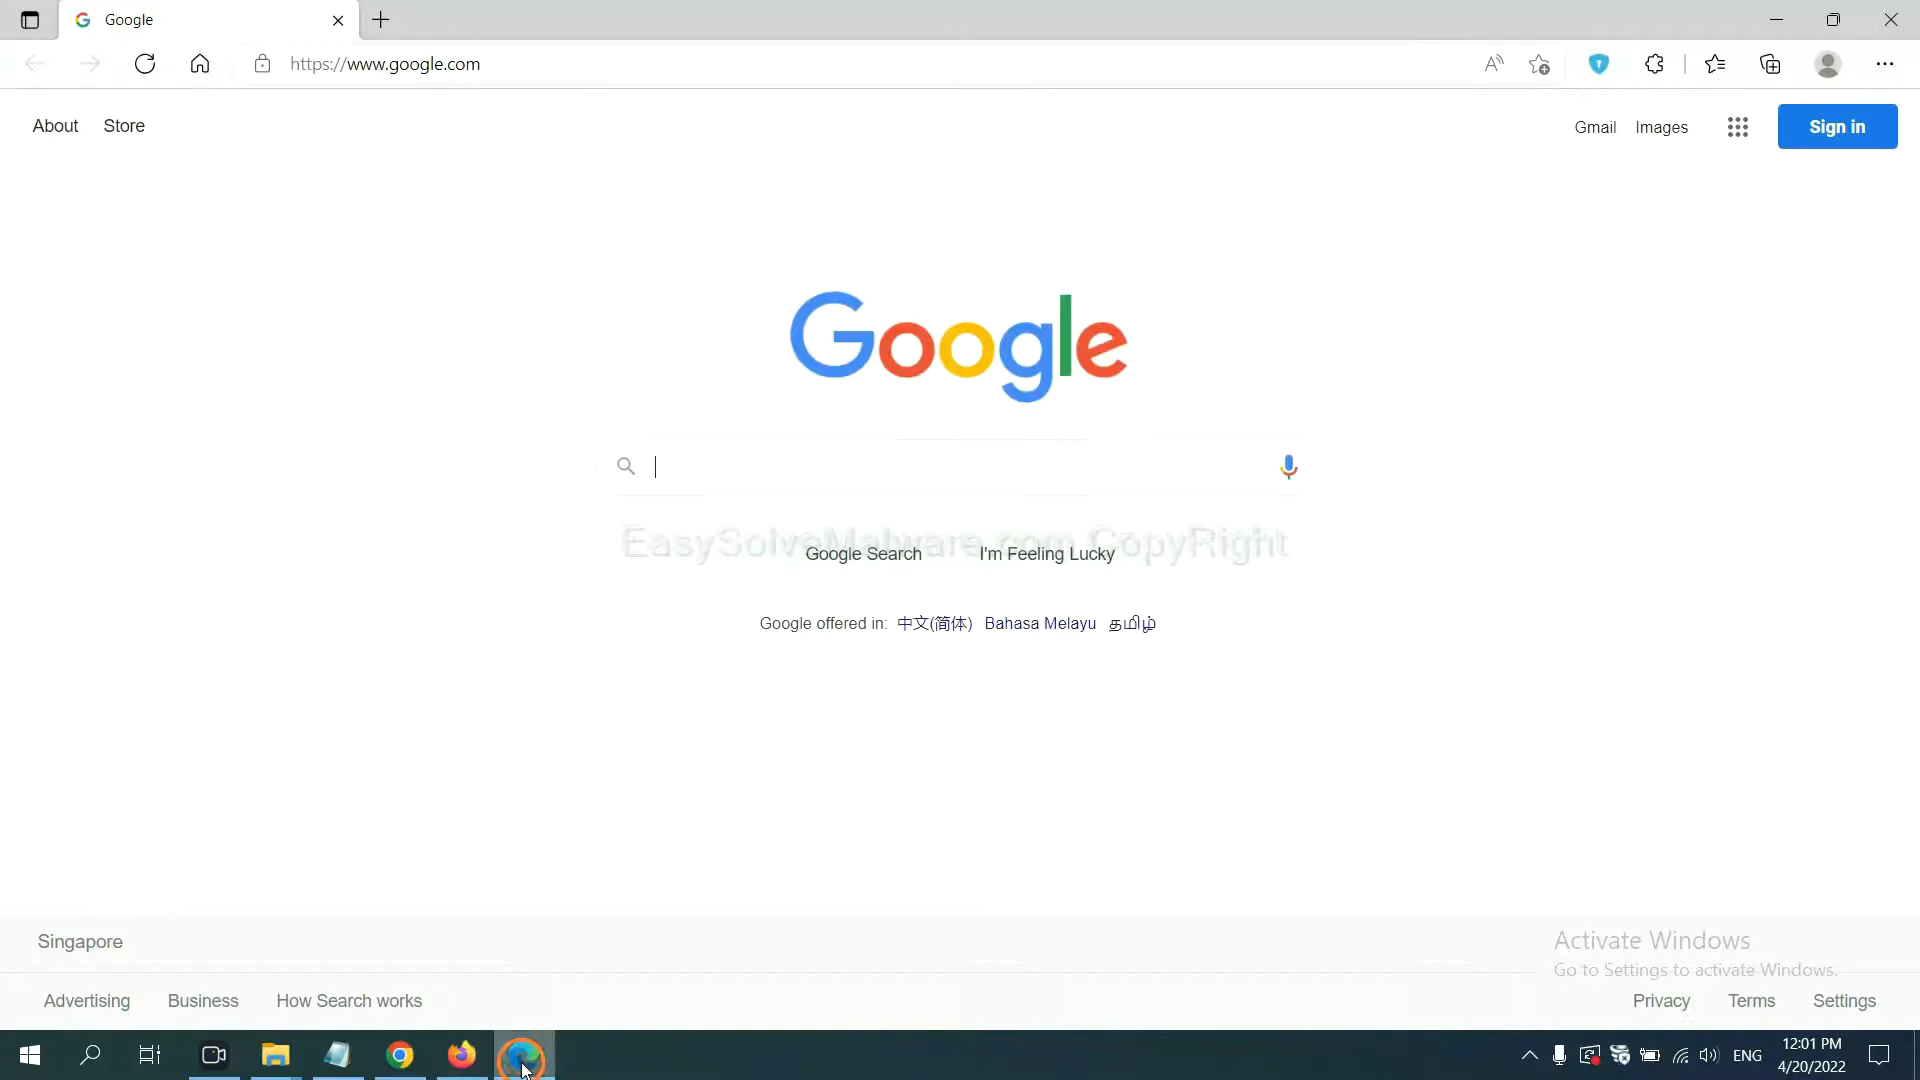 Google
https://www.google.com
About Store
Gmail Images Sign in
Google
EasySolveMalware.com CopyRight
Google Search I'm Feeling Lucky
Google offered in: 中文(简体) Bahasa Melayu தமிழ்
Singapore
Activate Windows
Go to Settings to activate Windows.
Advertising Business How Search works
Privacy Terms Settings
ENG
12:01 PM
4/20/2022